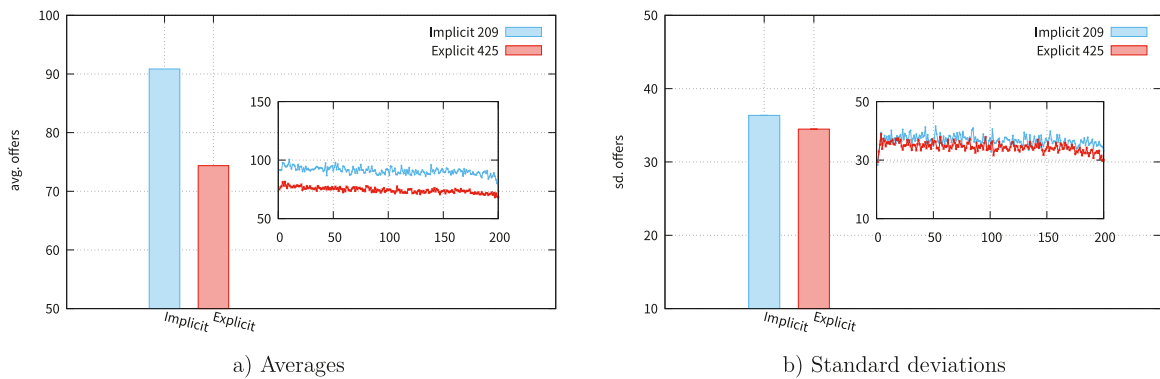 100
90
80
70
60
50
avg. offers
Implicit 209
Explicit 425
150
100
50
0 50 100 150 200
Implicit Explicit
a) Averages
50
40
30
20
10
sd. offers
Implicit 209
Explicit 425
50
30
10
0 50 100 150 200
Implicit Explicit
b) Standard deviations